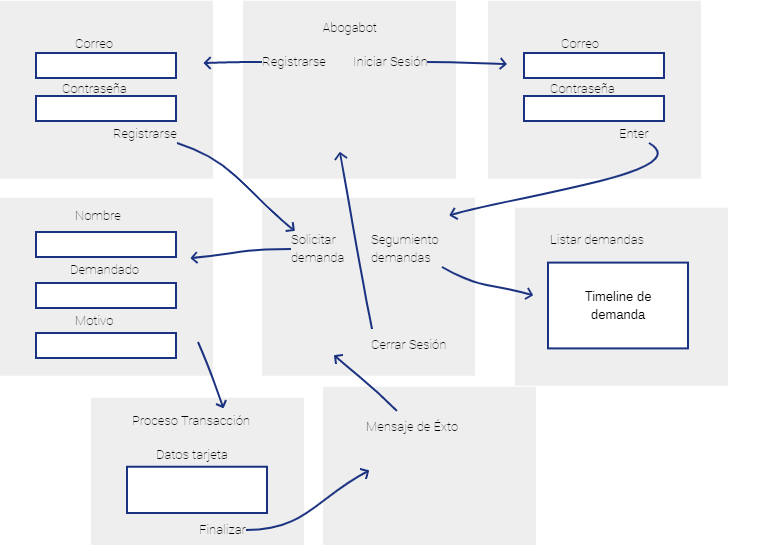 Abogabot
Registrarse
Iniciar Sesión
Correo
Contraseña
Registrarse
Correo
Contraseña
Enter
Nombre
Demandado
Motivo
Solicitar
demanda
Segumiento
demandas
Cerrar Sesión
Listar demandas
Timeline de
demanda
Proceso Transacción
Datos tarjeta
Finalizar
Mensaje de Éxto